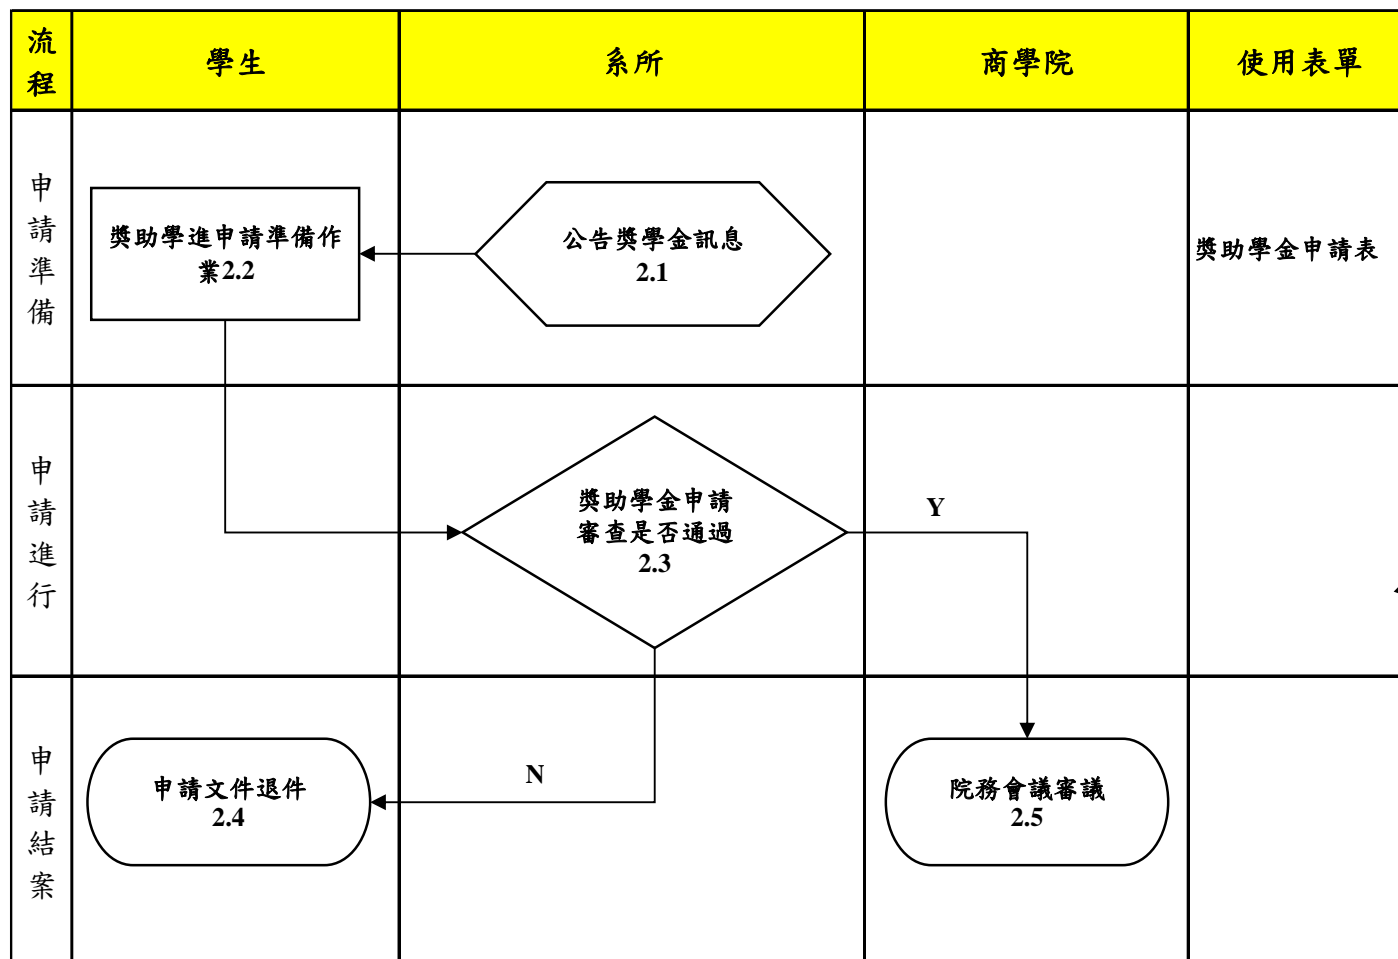 流程
學生
系所
商學院
使用表單
申請準備
獎助學進申請準備作
業2.2
公告獎學金訊息
2.1
獎助學金申請表
申請進行
獎助學金申請
審查是否通過
2.3
Y
申請結案
申請文件退件
2.4
N
院務會議審議
2.5